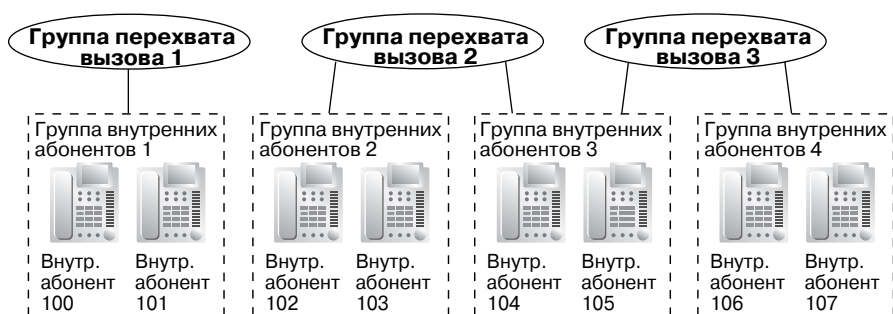 Группа перехвата
вызова 1
Группа перехвата
вызова 2
Группа перехвата
вызова 3
Группа внутренних
абонентов 1
Группа внутренних
абонентов 2
Группа внутренних
абонентов 3
Группа внутренних
абонентов 4
Внутр.
абонент
100
Внутр.
абонент
101
Внутр.
абонент
102
Внутр.
абонент
103
Внутр.
абонент
104
Внутр.
абонент
105
Внутр.
абонент
106
Внутр.
абонент
107